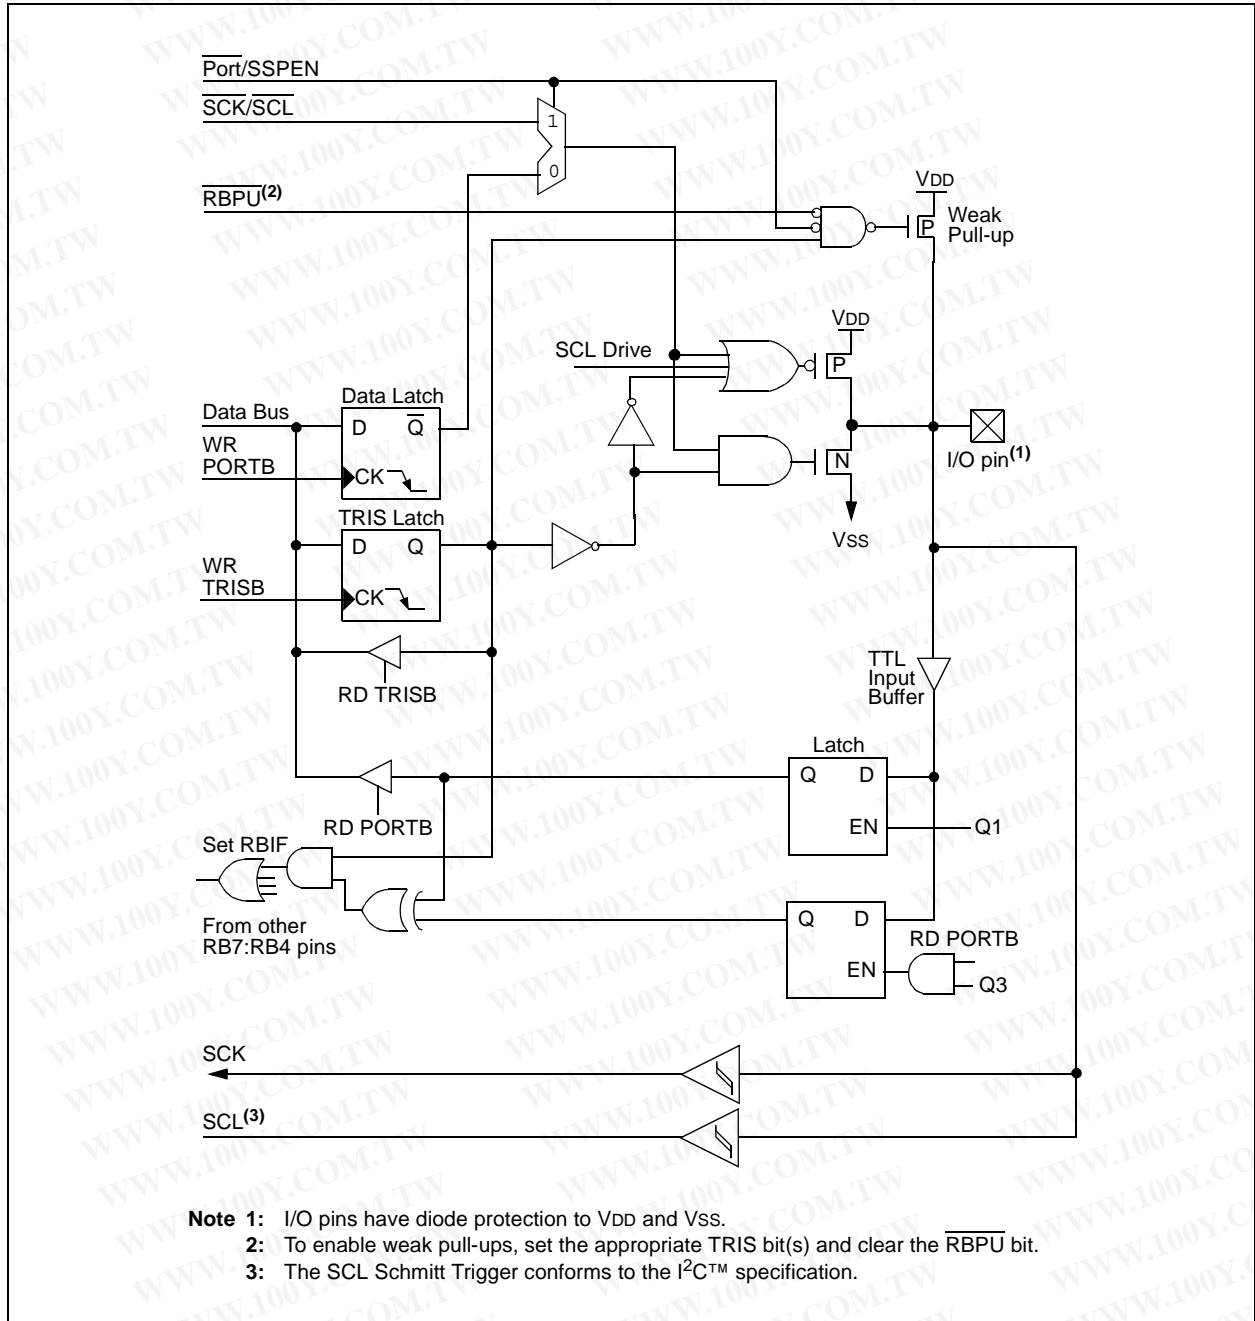 Port/SSPEN
SCK/SCL
1
0
RBPU(2)
VDD
Weak
Pull-up
P
VDD
SCL Drive
P
Data Latch
Data Bus
D Q
WR
PORTB
CK
N
I/O pin(1)
VSS
TRIS Latch
D Q
WR
TRISB
CK
TTL
Input
Buffer
RD TRISB
Latch
Q D
EN
Q1
RD PORTB
Set RBIF
From other
RB7:RB4 pins
Q D
RD PORTB
EN
Q3
SCK
SCL(3)
Note 1: I/O pins have diode protection to VDD and VSS.
2: To enable weak pull-ups, set the appropriate TRIS bit(s) and clear the RBPU bit.
3: The SCL Schmitt Trigger conforms to the I2C™ specification.
WWW.100Y.COM.TW